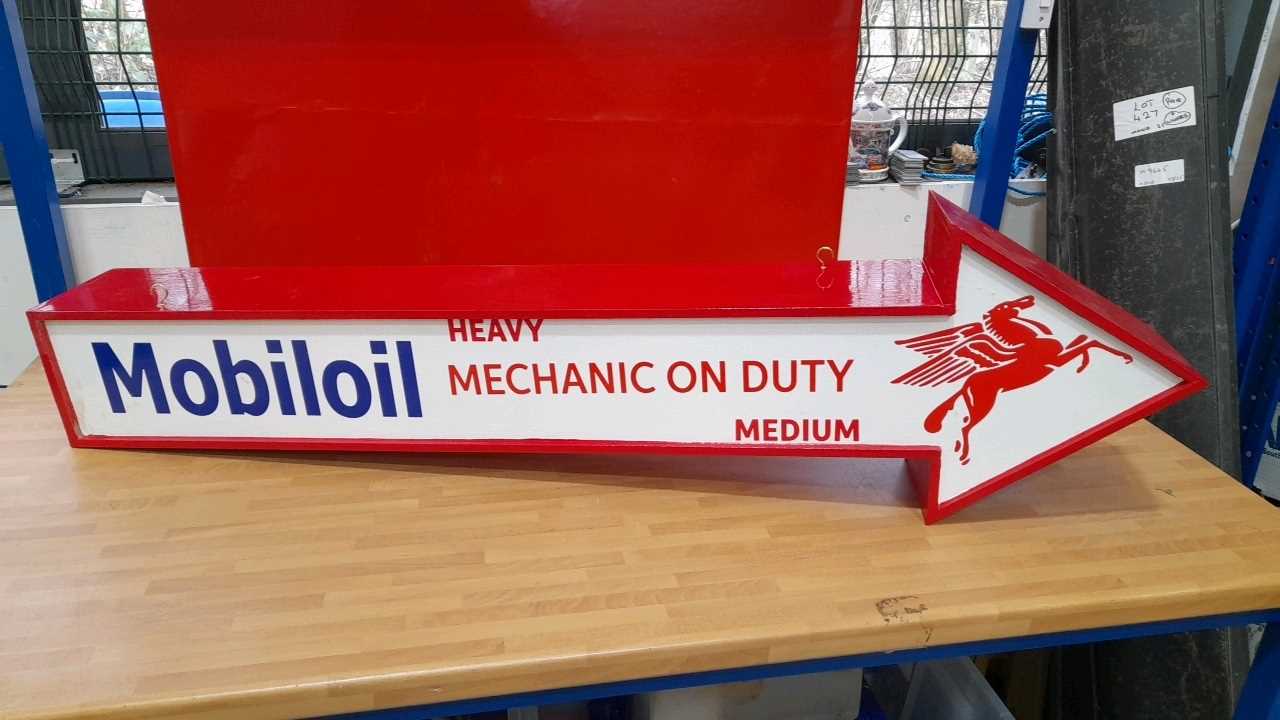 Mobiloil
HEAVY
MECHANIC ON DUTY
MEDIUM
LOT
427